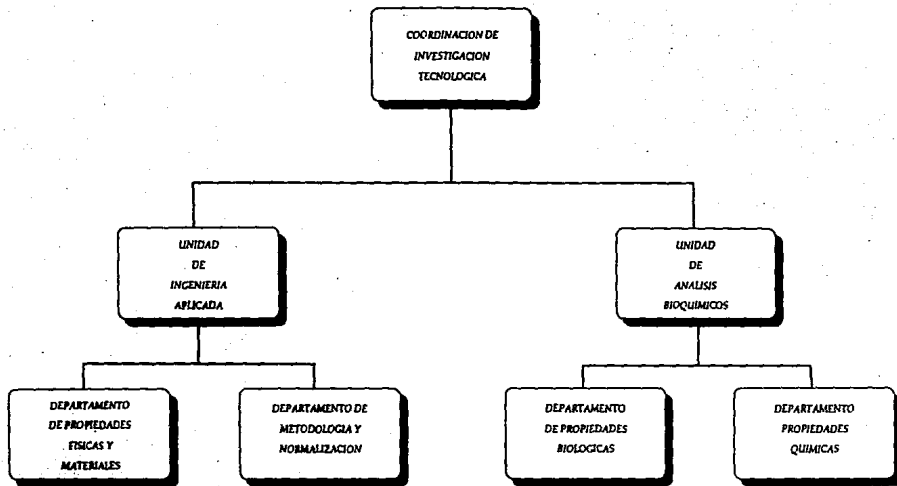 COORDINACION DE
INVESTIGACION
TECNOLOGICA
UNIDAD
DE
INGENIERIA
APLICADA
UNIDAD
DE
ANALISIS
BIOQUIMICOS
DEPARTAMENTO
DE PROPIEDADES
FISICAS Y
MATERIALES
DEPARTAMENTO DE
METODOLOGIA Y
NORMALIZACION
DEPARTAMENTO
DE PROPIEDADES
BIOLOGICAS
DEPARTAMENTO
PROPIEDADES
QUIMICAS